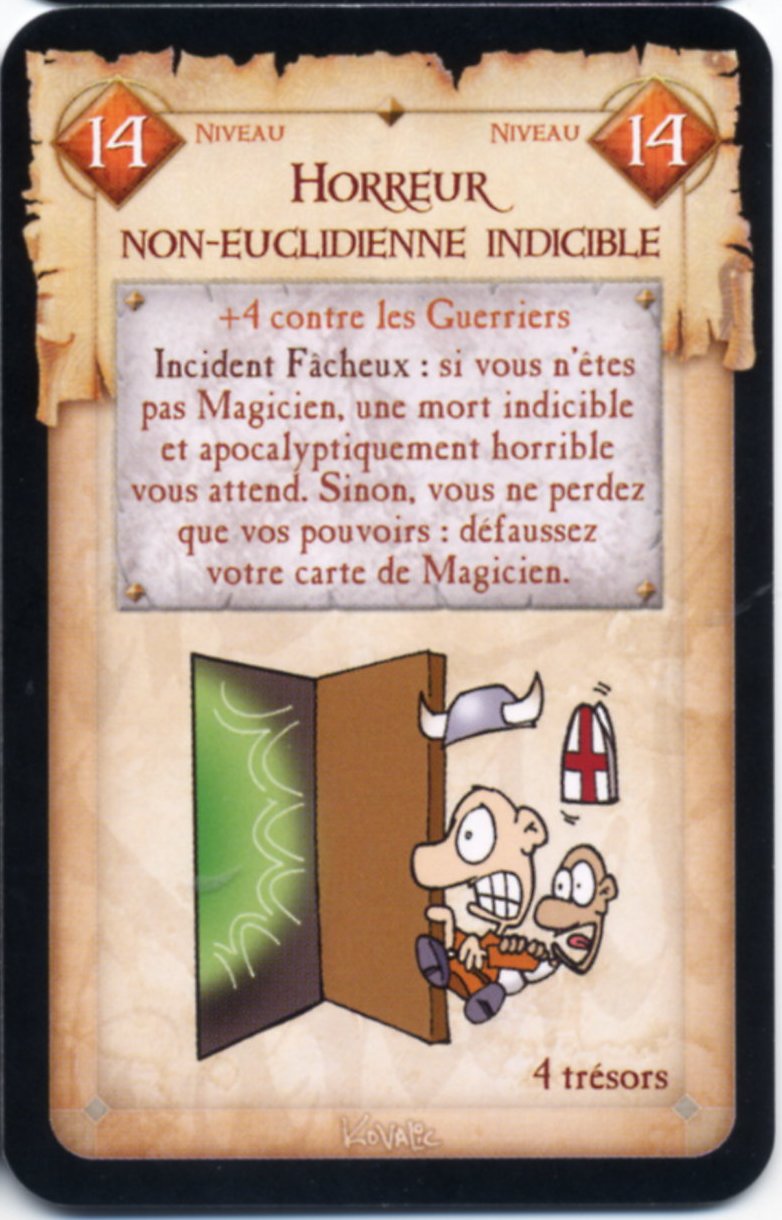 14 Niveau Niveau 14
Horreur
non-euclidienne indicible
+4 contre les Guerriers
Incident Fâcheux : si vous n'êtes
pas Magicien, une mort indicible
et apocalyptiquement horrible
vous attend. Sinon, vous ne perdez
que vos pouvoirs : défaussez
votre carte de Magicien.
4 trésors
Kovalic